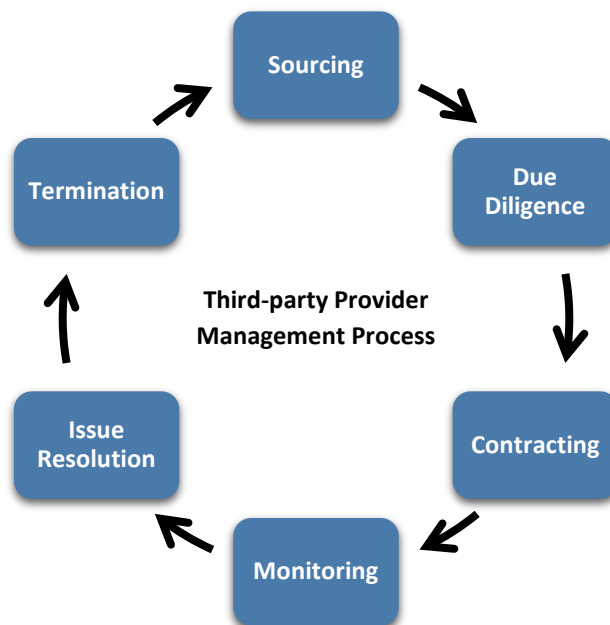 Sourcing
Due
Diligence
Contracting
Monitoring
Issue
Resolution
Termination
Third-party Provider
Management Process